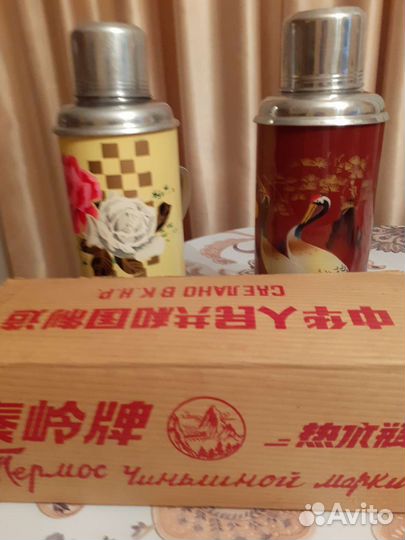 中华人民共和国制造
СДЕЛАНО В К.Н.Р.
秦岭牌 热水瓶
Термос Чиньлиной марки
Avito